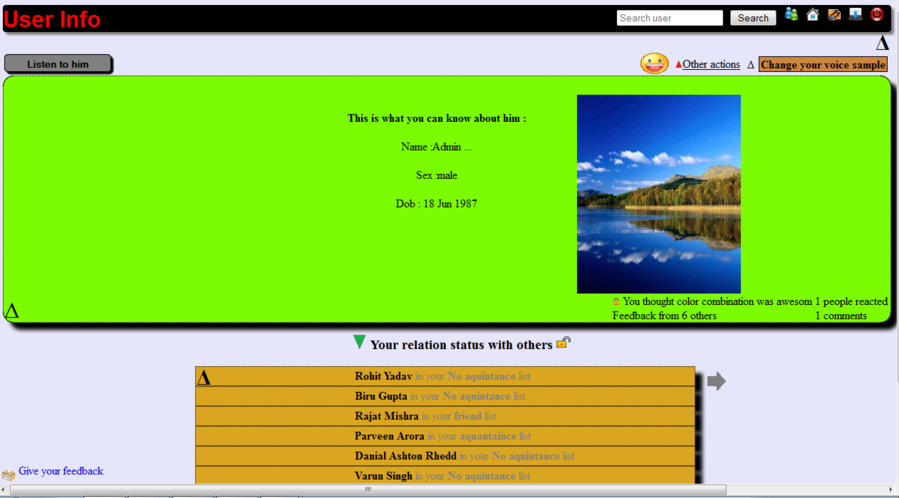 User Info
Search user Search
Δ
Listen to him
Other actions Δ Change your voice sample
This is what you can know about him :
Name :Admin ...
Sex :male
Dob : 18 Jun 1987
You thought color combination was awesom 1 people reacted
Feedback from 6 others 1 comments
Δ
Your relation status with others
Δ
Rohit Yadav in your No aquintance list
Biru Gupta in your No aquintance list
Rajat Mishra in your friend list
Parveen Arora in your aquantaince list
Danial Ashton Rhedd in your No aquintance list
Varun Singh in your No aquintance list
Give your feedback